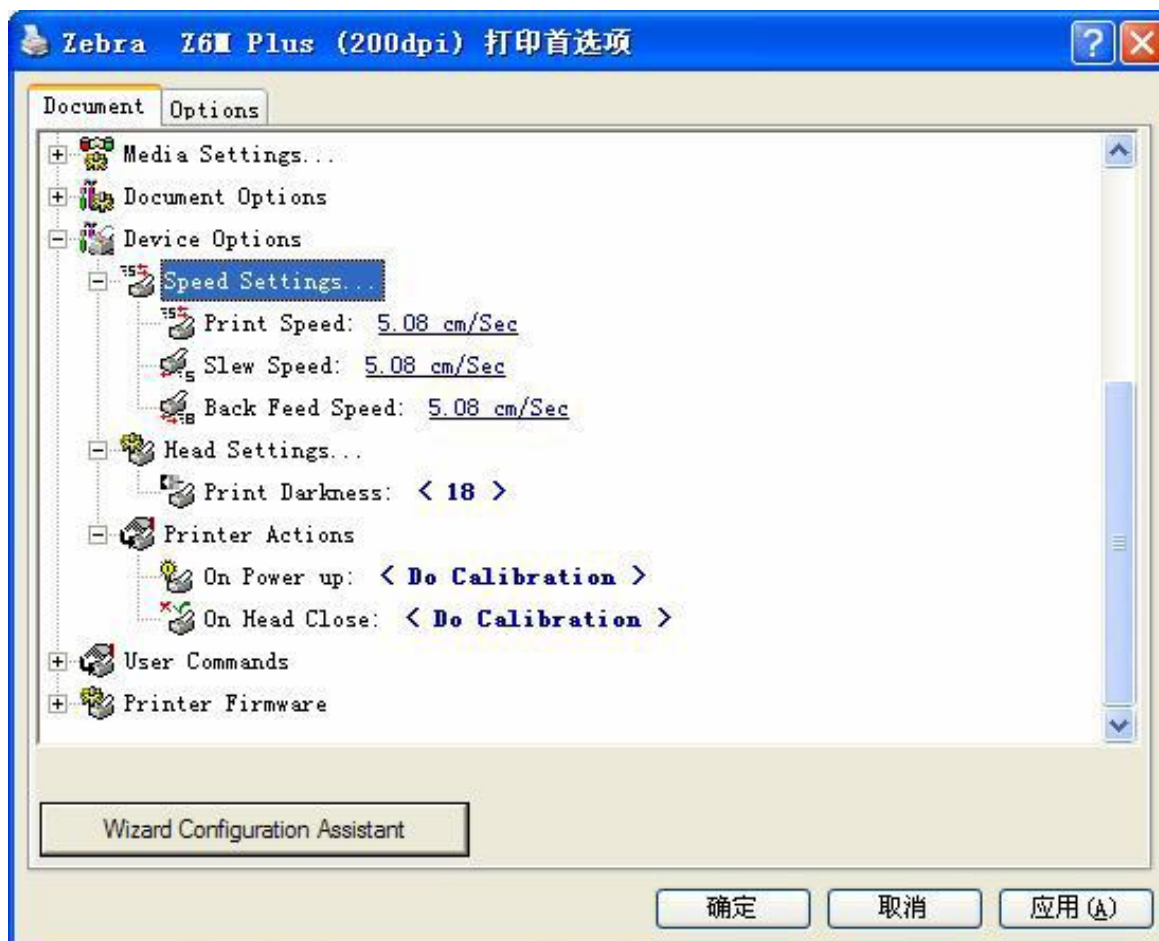 Zebra Z6M Plus (200dpi) 打印首选项
Document Options
Media Settings...
Document Options
Device Options
Speed Settings...
Print Speed: 5.08 cm/Sec
Slew Speed: 5.08 cm/Sec
Back Feed Speed: 5.08 cm/Sec
Head Settings...
Print Darkness: < 18 >
Printer Actions
On Power up: < Do Calibration >
On Head Close: < Do Calibration >
User Commands
Printer Firmware
Wizard Configuration Assistant
确定 取消 应用(A)